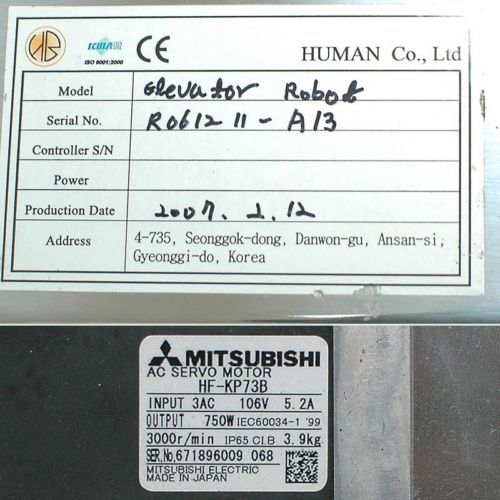 ICMAR
ISO 9001:2000
CE
HUMAN Co., Ltd
Model Elevator Robot
Serial No. R061211-A13
Controller S/N
Power
Production Date 2007. 2. 12
Address 4-735, Seonggok-dong, Danwon-gu, Ansan-si,
Gyeonggi-do, Korea
MITSUBISHI
AC SERVO MOTOR
HF-KP73B
INPUT 3AC 106V 5.2A
OUTPUT 750W IEC60034-1 '99
3000r/min IP65 CI.B 3.9kg
SER.No.671896009 068
MITSUBISHI ELECTRIC
MADE IN JAPAN